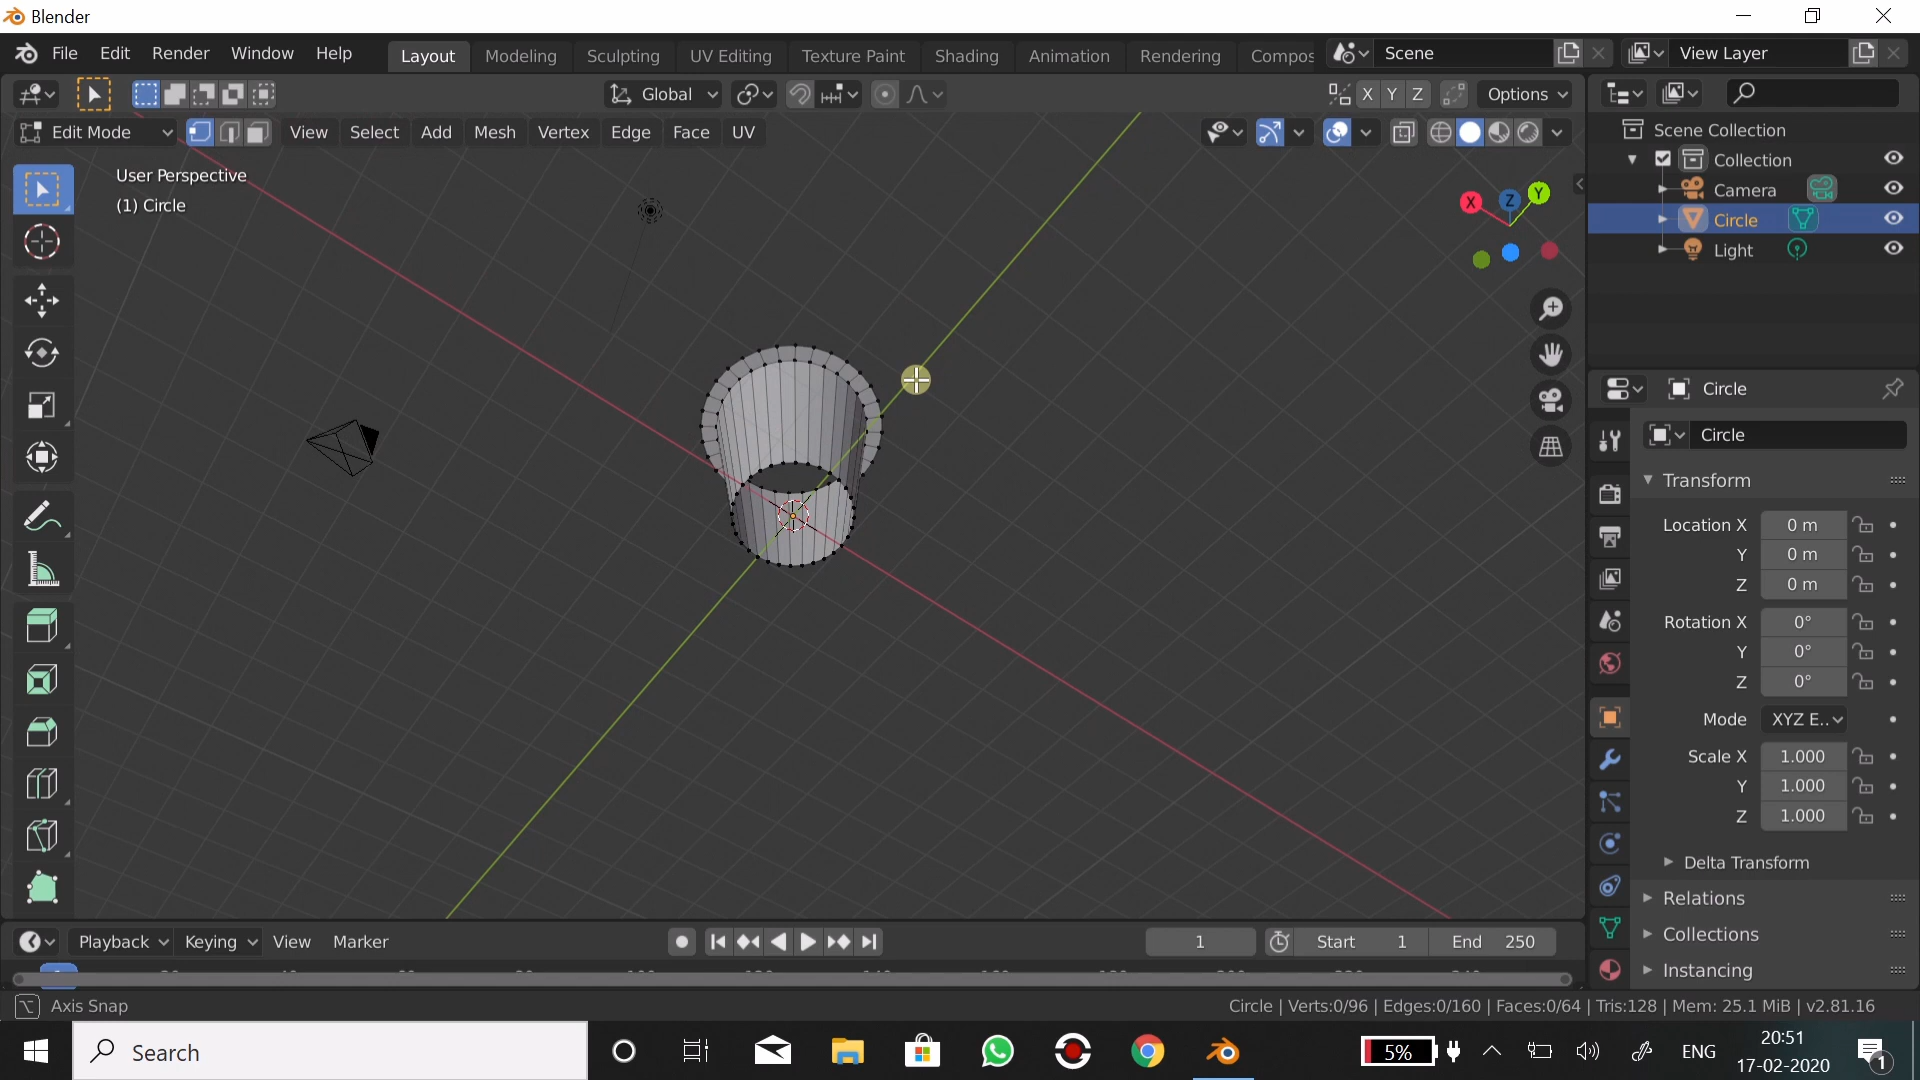 Blender
File Edit Render Window Help Layout Modeling Sculpting UV Editing Texture Paint Shading Animation Rendering Compos Scene View Layer
Global X Y Z Options
Edit Mode View Select Add Mesh Vertex Edge Face UV
User Perspective
(1) Circle
X Z Y
Scene Collection
Collection
Camera
Circle
Light
Circle
Circle
Transform
Location X 0 m
Y 0 m
Z 0 m
Rotation X 0°
Y 0°
Z 0°
Mode XYZ E..
Scale X 1.000
Y 1.000
Z 1.000
Delta Transform
Relations
Collections
Instancing
Playback Keying View Marker 1 Start 1 End 250
Axis Snap Circle | Verts:0/96 | Edges:0/160 | Faces:0/64 | Tris:128 | Mem: 25.1 MiB | v2.81.16
Search 5% ENG 20:51
17-02-2020 1